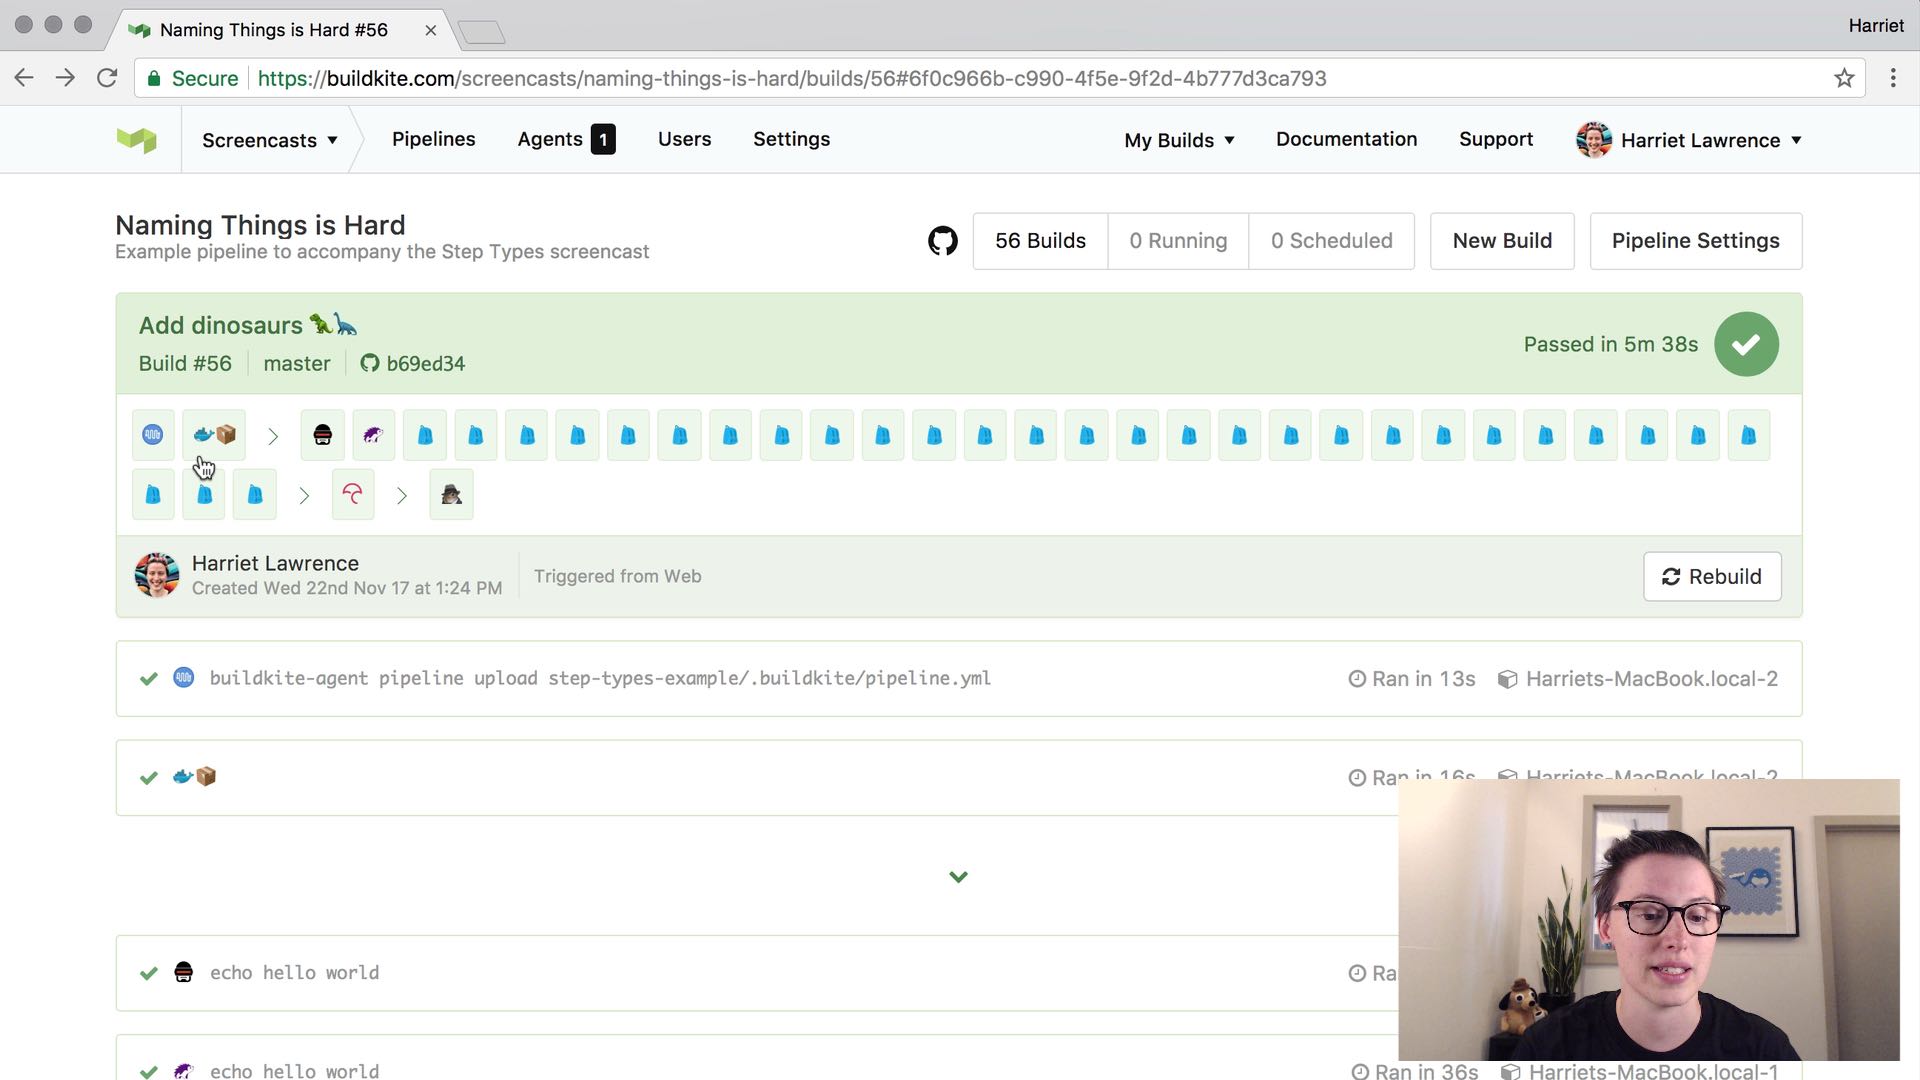 Naming Things is Hard #56
Harriet
Secure https://buildkite.com/screencasts/naming-things-is-hard/builds/56#6f0c966b-c990-4f5e-9f2d-4b777d3ca793
Screencasts Pipelines Agents 1 Users Settings My Builds Documentation Support Harriet Lawrence
Naming Things is Hard
Example pipeline to accompany the Step Types screencast
56 Builds 0 Running 0 Scheduled New Build Pipeline Settings
Add dinosaurs
Build #56 master b69ed34
Passed in 5m 38s
Harriet Lawrence
Created Wed 22nd Nov 17 at 1:24 PM
Triggered from Web
Rebuild
buildkite-agent pipeline upload step-types-example/.buildkite/pipeline.yml Ran in 13s Harriets-MacBook.local-2
Ran in 16s Harriets-MacBook.local-2
echo hello world Ra
echo hello world Ran in 36s Harriets-MacBook.local-1